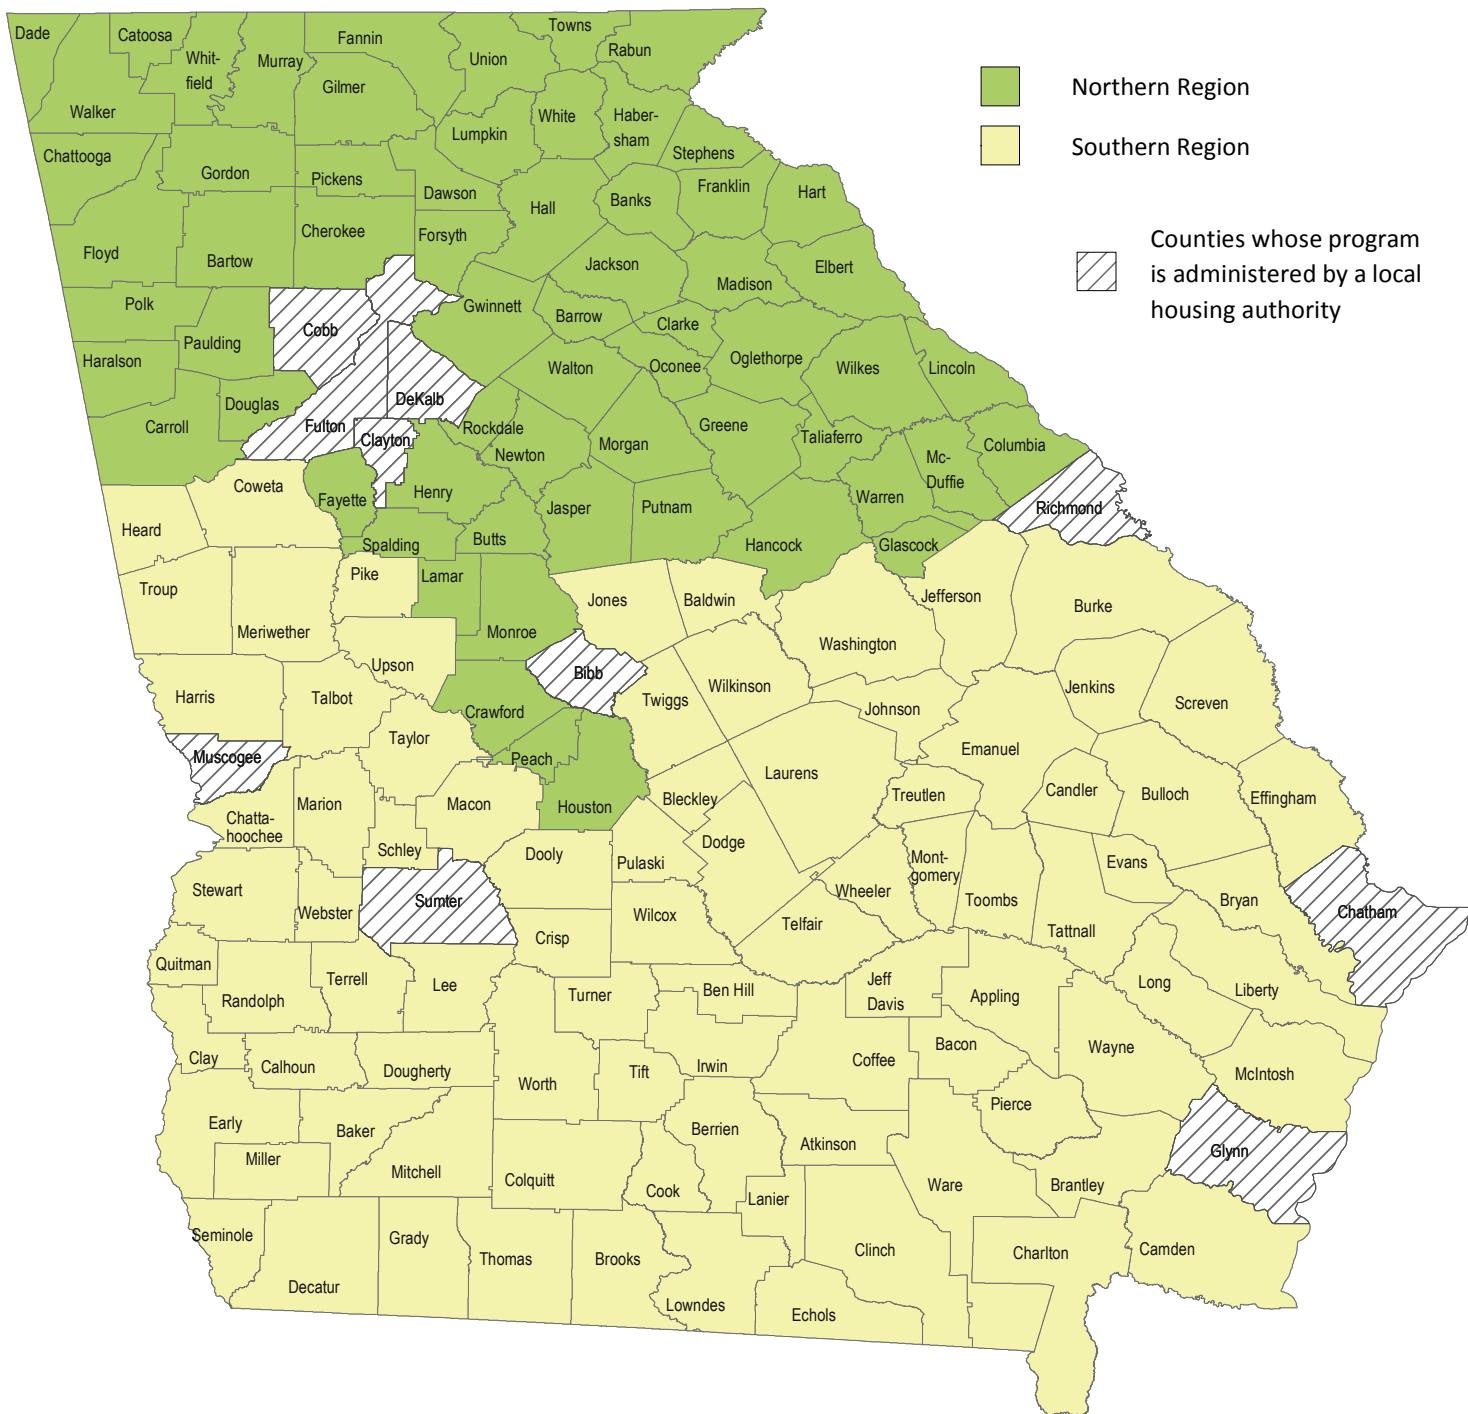 Dade
Catoosa
Whit-
field
Murray
Fannin
Union
Towns
Rabun
Walker
Gilmer
Lumpkin
White
Haber-
sham
Stephens
Chattooga
Gordon
Pickens
Dawson
Hall
Banks
Franklin
Hart
Floyd
Bartow
Cherokee
Forsyth
Jackson
Madison
Elbert
Polk
Paulding
Cobb
Gwinnett
Barrow
Clarke
Oconee
Oglethorpe
Wilkes
Lincoln
Haralson
Douglas
Carroll
Fulton
DeKalb
Clayton
Walton
Rockdale
Newton
Morgan
Greene
Taliaferro
Mc-
Duffie
Columbia
Warren
Richmond
Coweta
Fayette
Henry
Jasper
Putnam
Hancock
Glascock
Heard
Spalding
Butts
Troup
Meriwether
Pike
Lamar
Monroe
Jones
Baldwin
Washington
Jefferson
Burke
Upson
Bibb
Twiggs
Wilkinson
Johnson
Jenkins
Screven
Harris
Talbot
Taylor
Crawford
Peach
Houston
Muscogee
Laurens
Emanuel
Treutlen
Candler
Bulloch
Effingham
Chatta-
hoochee
Marion
Macon
Schley
Bleckley
Dodge
Dooly
Pulaski
Mont-
gomery
Wheeler
Toombs
Evans
Tattnall
Bryan
Chatham
Stewart
Webster
Sumter
Crisp
Wilcox
Telfair
Quitman
Randolph
Terrell
Lee
Turner
Ben Hill
Jeff
Davis
Appling
Long
Liberty
Clay
Calhoun
Dougherty
Worth
Tift
Irwin
Coffee
Bacon
Wayne
McIntosh
Early
Miller
Baker
Mitchell
Colquitt
Cook
Berrien
Atkinson
Pierce
Glynn
Lanier
Ware
Brantley
Seminole
Decatur
Grady
Thomas
Brooks
Lowndes
Echols
Clinch
Charlton
Camden
Northern Region
Southern Region
Counties whose program
is administered by a local
housing authority